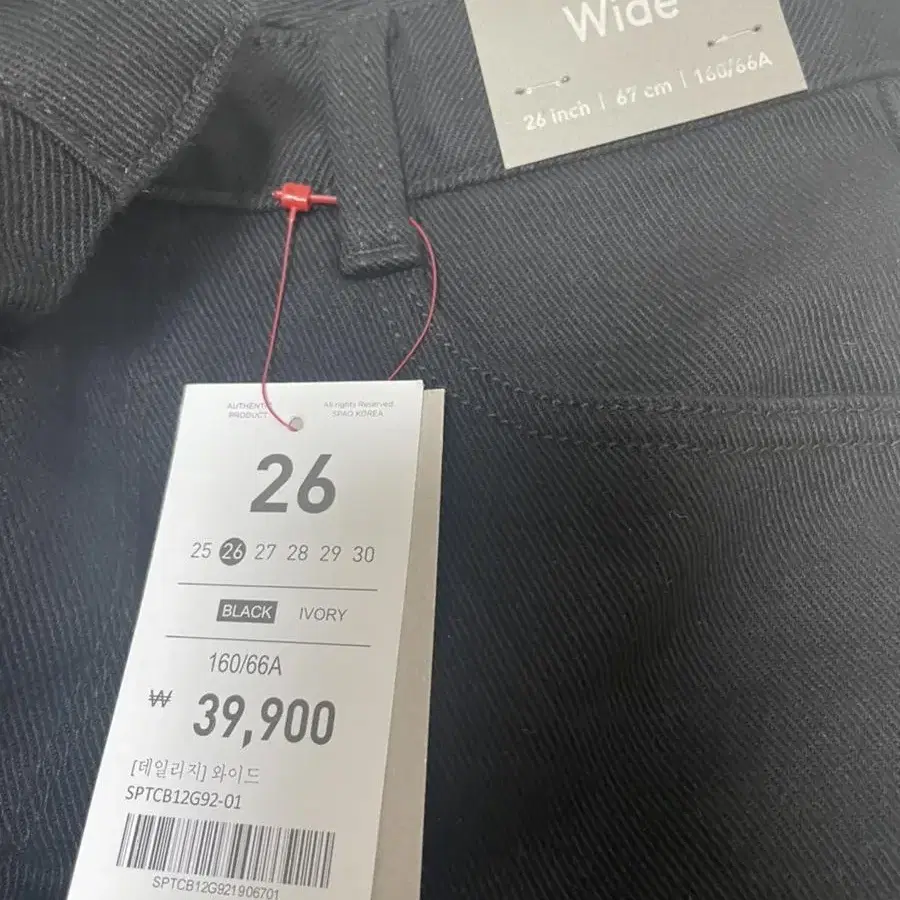 Wide
26 inch | 67 cm | 160/66A
AUTHENTIC
PRODUCT
All rights Reserved
SPAO KOREA
26
25 26 27 28 29 30
BLACK IVORY
160/66A
₩ 39,900
[데일리지] 와이드
SPTCB12G92-01
SPTCB12G921906701